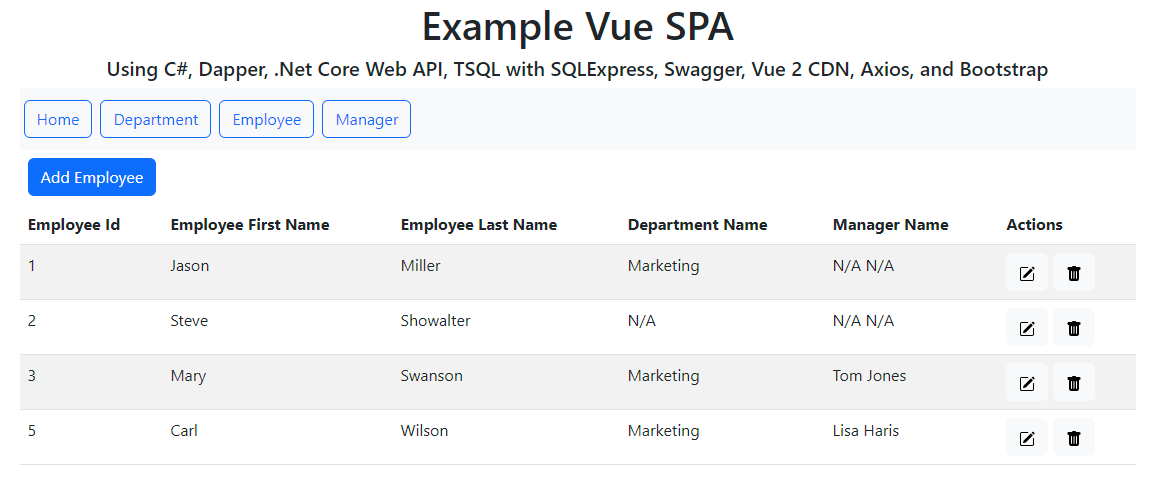 Example Vue SPA
Using C#, Dapper, .Net Core Web API, TSQL with SQLExpress, Swagger, Vue 2 CDN, Axios, and Bootstrap
Home Department Employee Manager
Add Employee
Employee Id Employee First Name Employee Last Name Department Name Manager Name Actions
1 Jason Miller Marketing N/A N/A
2 Steve Showalter N/A N/A N/A
3 Mary Swanson Marketing Tom Jones
5 Carl Wilson Marketing Lisa Haris